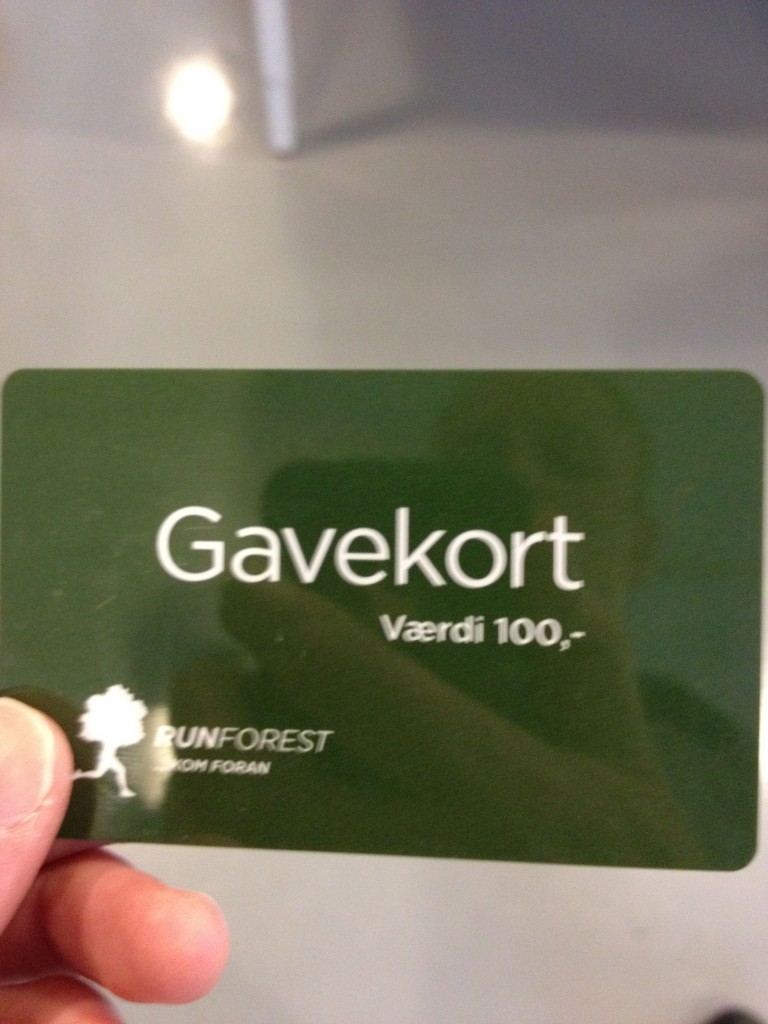 Gavekort
Værdi 100,-
RUNFOREST
KOM FORAN